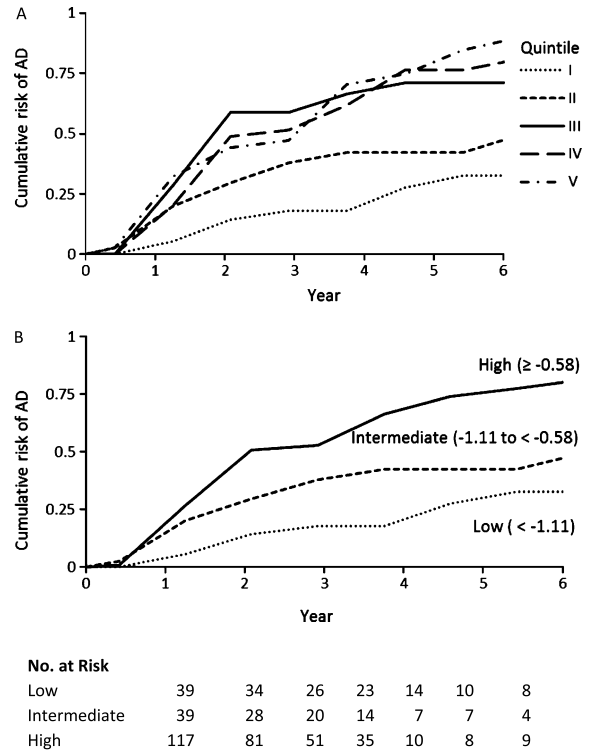 A
1
0.75
0.5
0.25
0
Cumulative risk of AD
0 1 2 3 4 5 6
Year
Quintile
I
II
III
IV
V
B
1
0.75
0.5
0.25
0
Cumulative risk of AD
High (≥ -0.58)
Intermediate (-1.11 to < -0.58)
Low ( < -1.11)
0 1 2 3 4 5 6
Year
No. at Risk
Low 39 34 26 23 14 10 8
Intermediate 39 28 20 14 7 7 4
High 117 81 51 35 10 8 9